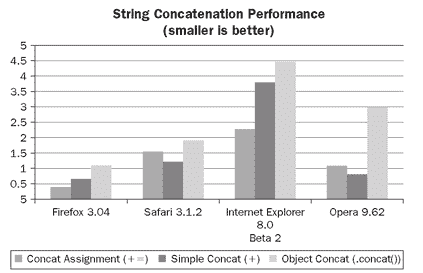 String Concatenation Performance
(smaller is better)
5
4.5
4
3.5
3
2.5
2
1.5
1
0.5
5
Firefox 3.04
Safari 3.1.2
Internet Explorer
8.0
Beta 2
Opera 9.62
Concat Assignment (+=)
Simple Concat (+)
Object Concat (.concat())